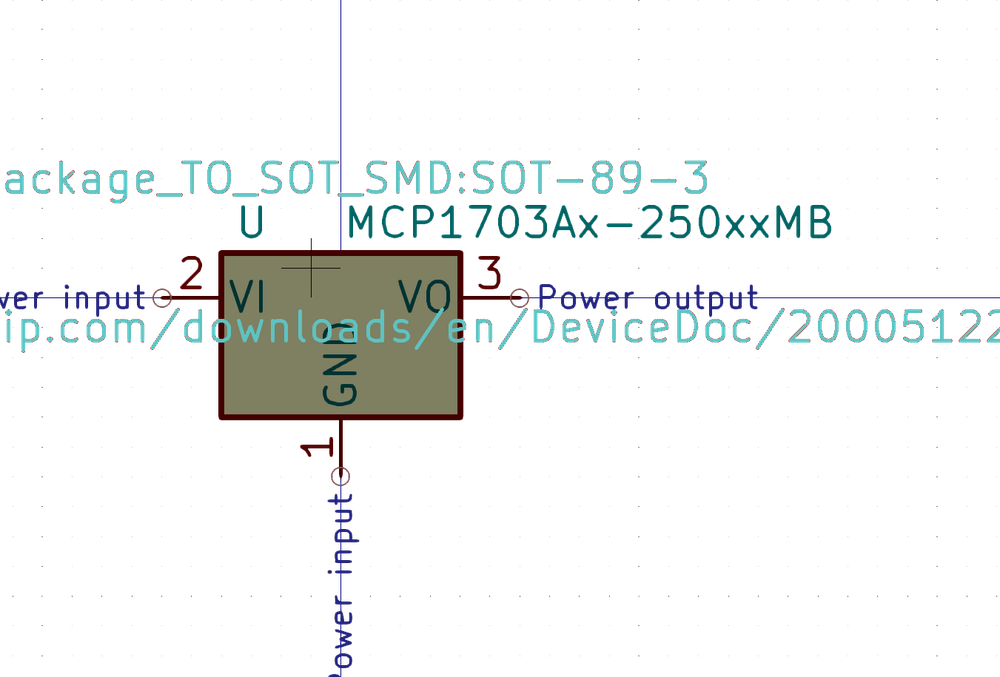 ackage_TO_SOT_SMD:SOT-89-3
U MCP1703Ax-250xxMB
2 3
wer input VI VO Power output
ip.com/downloads/en/DeviceDoc/20005122
GND
1
Power input